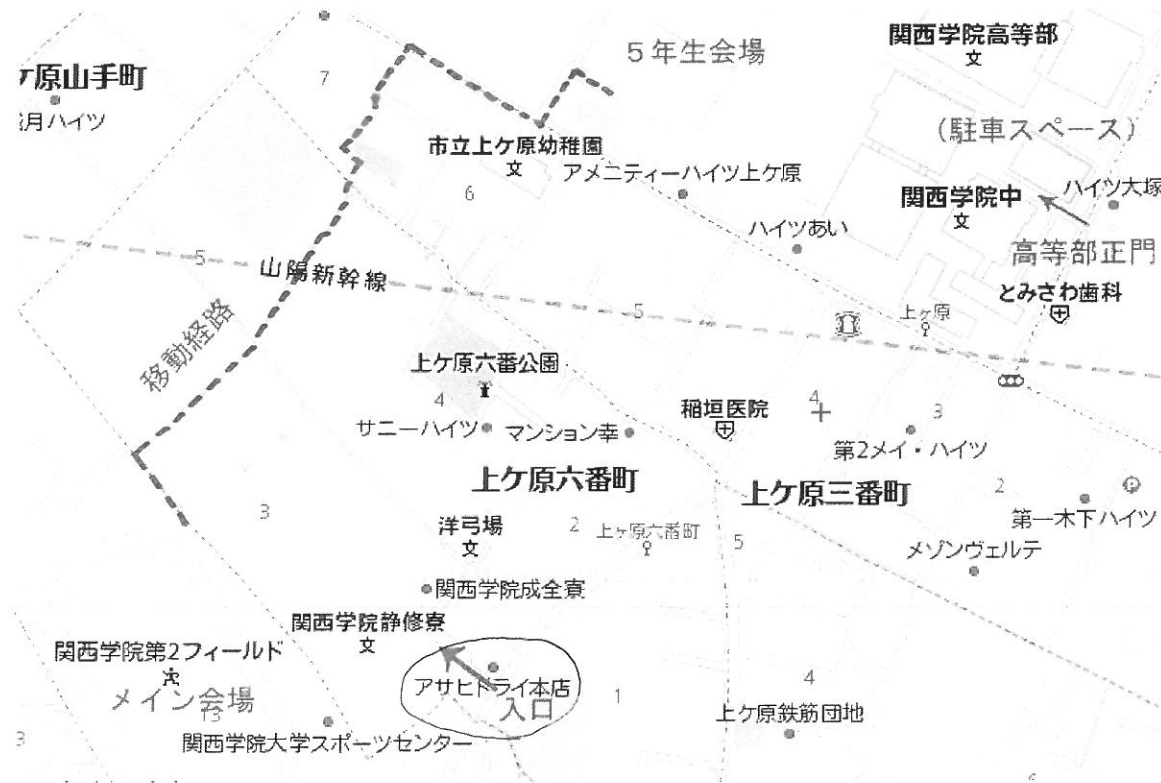 関西学院高等部
5年生会場
7
ケ原山手町
月ハイツ
(駐車スペース)
市立上ケ原幼稚園
アメニティーハイツ上ケ原
6
関西学院中
ハイツ大塚
ハイツあい
高等部正門
5
山陽新幹線
とみさわ歯科
5
上ケ原
移動経路
上ケ原六番公園
4
稲垣医院
4
3
サニーハイツ
マンション幸
第2メイ・ハイツ
上ケ原六番町
上ケ原三番町
2
3
洋弓場
2
上ケ原六番町
5
第一木下ハイツ
メゾンヴェルテ
関西学院成全寮
関西学院静修寮
関西学院第2フィールド
アサヒドライ本店
4
メイン会場
13
入口
1
上ケ原鉄筋団地
3
関西学院大学スポーツセンター